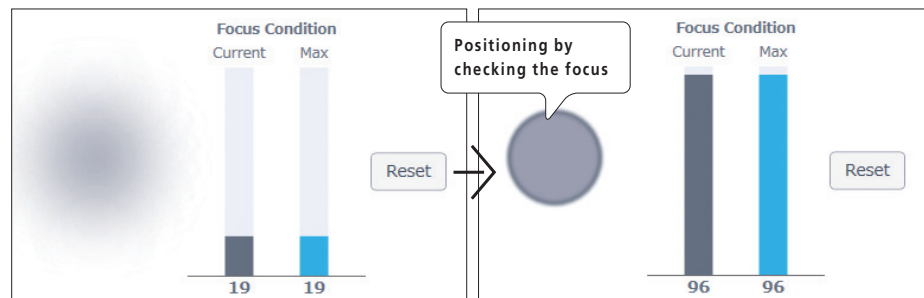 Focus Condition
Current Max
Reset
19 19
Positioning by
checking the focus
Focus Condition
Current Max
Reset
96 96